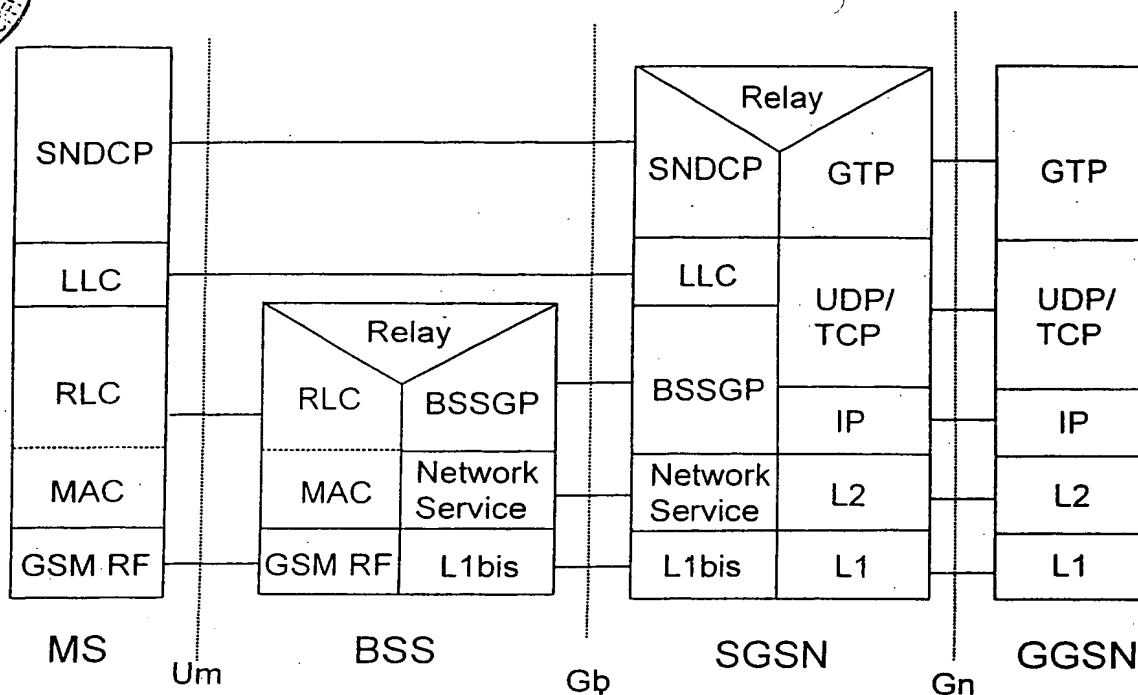 Relay
SNDCP
SNDCP
GTP
GTP
LLC
LLC
UDP/
TCP
UDP/
TCP
Relay
RLC
RLC
BSSGP
BSSGP
IP
IP
MAC
MAC
Network
Service
Network
Service
L2
L2
GSM RF
GSM RF
L1bis
L1bis
L1
L1
MS
Um
BSS
Gb
SGSN
Gn
GGSN